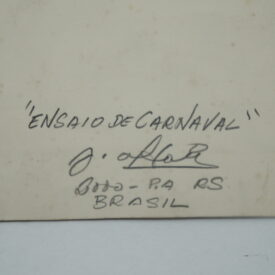 "ENSAIO DE CARNAVAL"
P.A RS
BRASIL